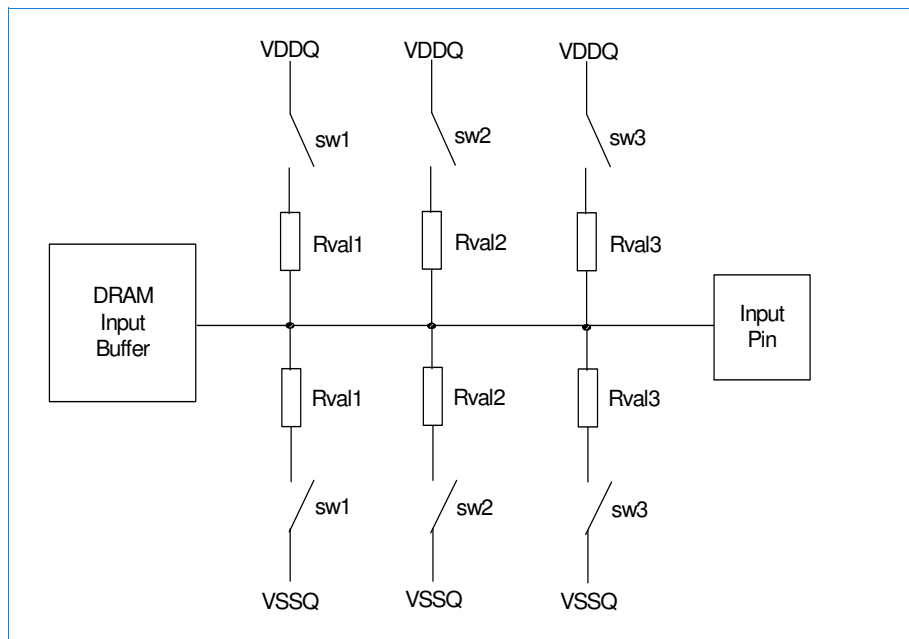 VDDQ VDDQ VDDQ
sw1 sw2 sw3
Rval1 Rval2 Rval3
DRAM
Input
Buffer
Input
Pin
Rval1 Rval2 Rval3
sw1 sw2 sw3
VSSQ VSSQ VSSQ